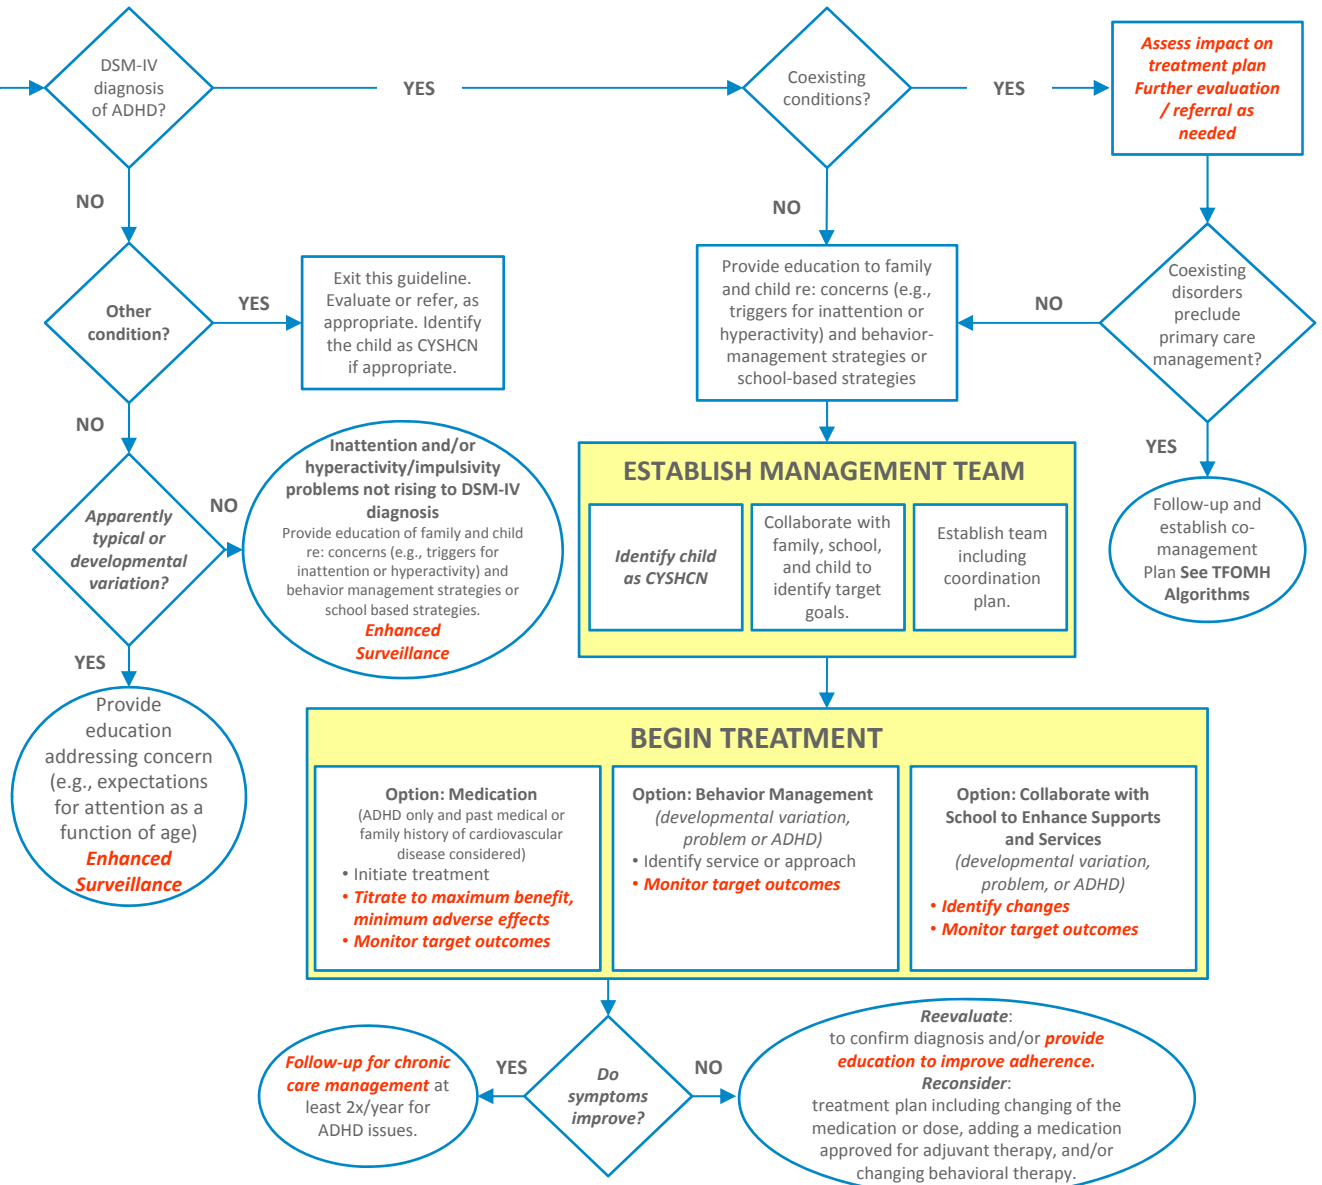 DSM-IV
diagnosis
of ADHD?
YES
Coexisting
conditions?
YES
Assess impact on
treatment plan
Further evaluation
/ referral as
needed
NO
NO
Other
condition?
YES
Exit this guideline.
Evaluate or refer, as
appropriate. Identify
the child as CYSHCN
if appropriate.
Provide education to family
and child re: concerns (e.g.,
triggers for inattention or
hyperactivity) and behavior-
management strategies or
school-based strategies
NO
Coexisting
disorders
preclude
primary care
management?
NO
YES
Apparently
typical or
developmental
variation?
NO
Inattention and/or
hyperactivity/impulsivity
problems not rising to DSM-IV
diagnosis
Provide education of family and child
re: concerns (e.g., triggers for
inattention or hyperactivity) and
behavior management strategies or
school based strategies.
Enhanced
Surveillance
ESTABLISH MANAGEMENT TEAM
Identify child
as CYSHCN
Collaborate with
family, school,
and child to
identify target
goals.
Establish team
including
coordination
plan.
Follow-up and
establish co-
management
Plan See TFOMH
Algorithms
YES
Provide
education
addressing concern
(e.g., expectations
for attention as a
function of age)
Enhanced
Surveillance
BEGIN TREATMENT
Option: Medication
(ADHD only and past medical or
family history of cardiovascular
disease considered)
• Initiate treatment
• Titrate to maximum benefit,
minimum adverse effects
• Monitor target outcomes
Option: Behavior Management
(developmental variation,
problem or ADHD)
• Identify service or approach
• Monitor target outcomes
Option: Collaborate with
School to Enhance Supports
and Services
(developmental variation,
problem, or ADHD)
• Identify changes
• Monitor target outcomes
Follow-up for chronic
care management at
least 2x/year for
ADHD issues.
YES
Do
symptoms
improve?
NO
Reevaluate:
to confirm diagnosis and/or provide
education to improve adherence.
Reconsider:
treatment plan including changing of the
medication or dose, adding a medication
approved for adjuvant therapy, and/or
changing behavioral therapy.